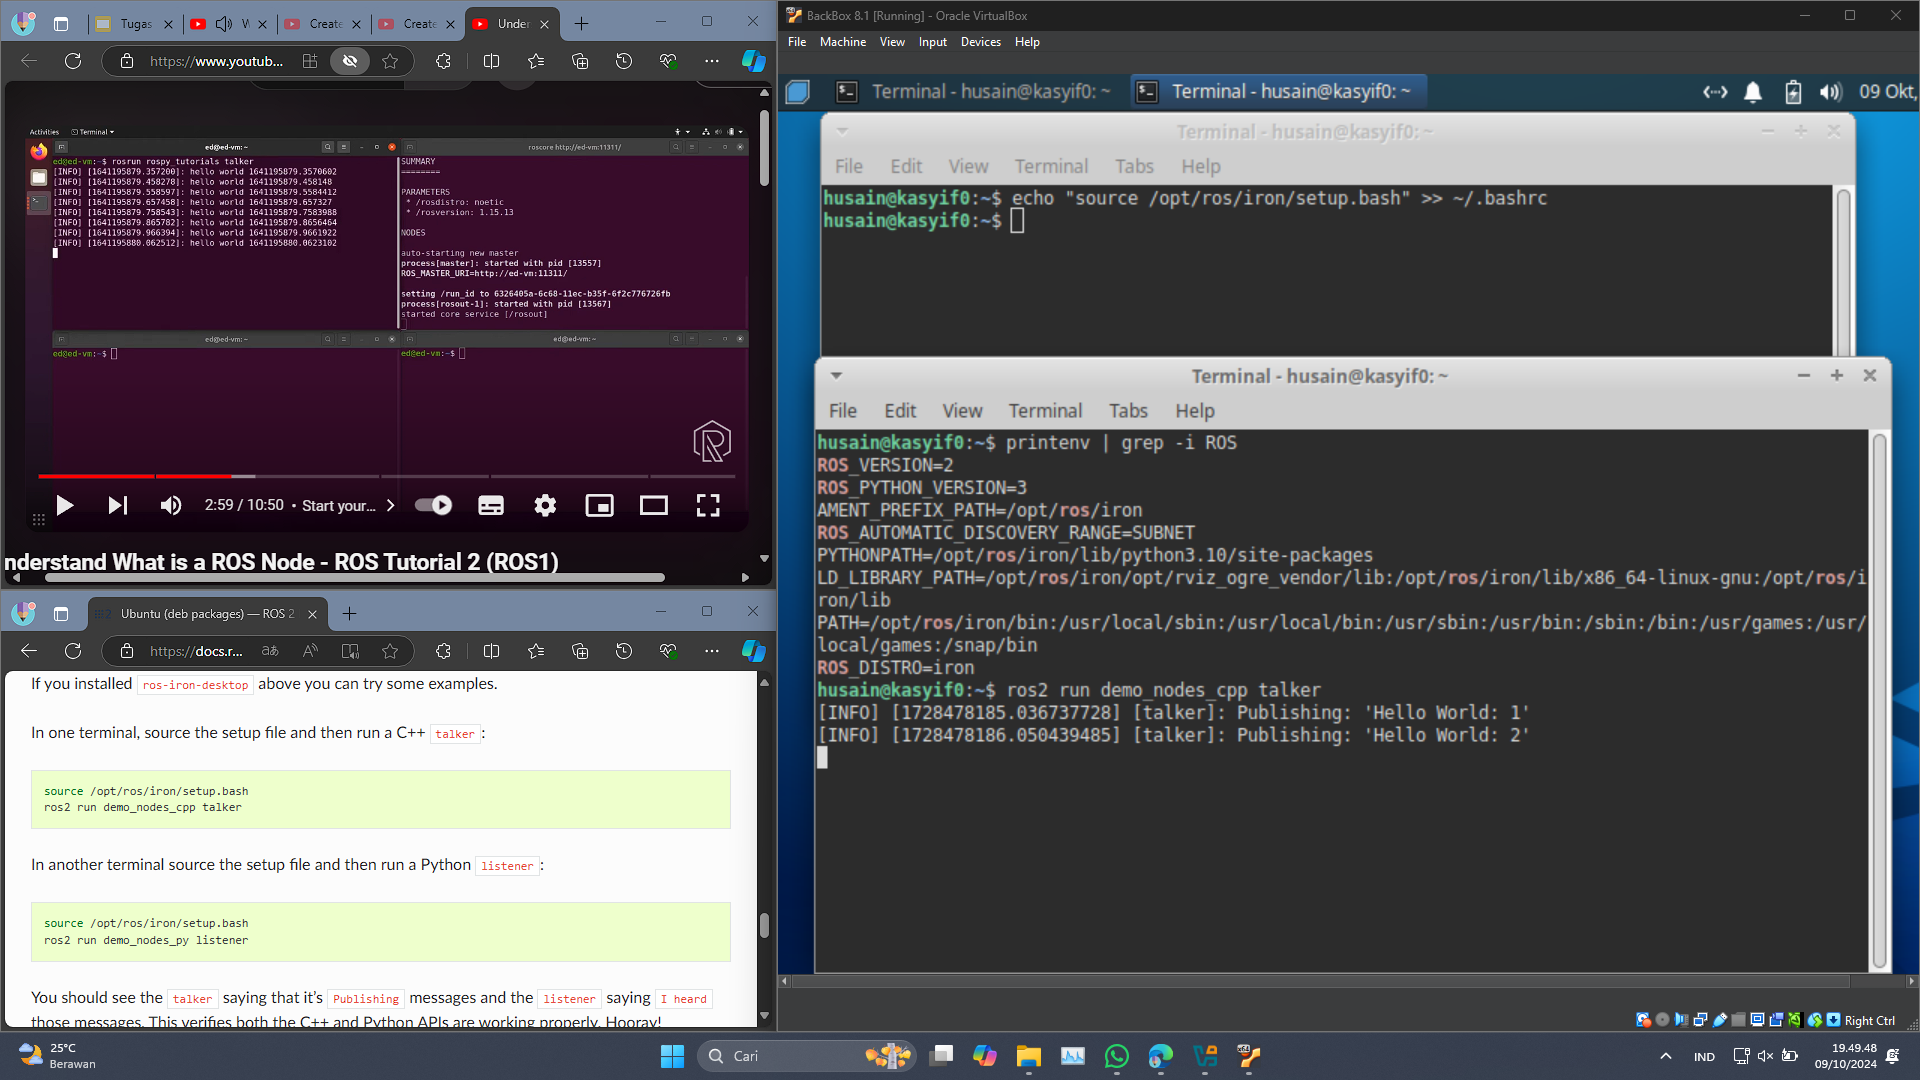 Tugas
W
Create
Create
Under
https://www.youtub...
Activities
Terminal
ed@ed-vm: ~
roscore http://ed-vm:11311/
ed@ed-vm:~$ rosrun rospy_tutorials talker
[INFO] [1641195879.357200]: hello world 1641195879.3570602
[INFO] [1641195879.458278]: hello world 1641195879.458148
[INFO] [1641195879.558597]: hello world 1641195879.5584412
[INFO] [1641195879.657458]: hello world 1641195879.657327
[INFO] [1641195879.758543]: hello world 1641195879.7583988
[INFO] [1641195879.865782]: hello world 1641195879.8656464
[INFO] [1641195879.966394]: hello world 1641195879.9661922
[INFO] [1641195880.062512]: hello world 1641195880.0623102
SUMMARY
========
PARAMETERS
* /rosdistro: noetic
* /rosversion: 1.15.13
NODES
auto-starting new master
process[master]: started with pid [13557]
ROS_MASTER_URI=http://ed-vm:11311/
setting /run_id to 6326405a-6c68-11ec-b35f-6f2c776726fb
process[rosout-1]: started with pid [13567]
started core service [/rosout]
ed@ed-vm: ~
ed@ed-vm: ~
ed@ed-vm:~$
ed@ed-vm:~$
2:59 / 10:50 • Start your...
nderstand What is a ROS Node - ROS Tutorial 2 (ROS1)
Ubuntu (deb packages) — ROS 2
https://docs.r...
If you installed ros-iron-desktop above you can try some examples.
In one terminal, source the setup file and then run a C++ talker:
source /opt/ros/iron/setup.bash
ros2 run demo_nodes_cpp talker
In another terminal source the setup file and then run a Python listener:
source /opt/ros/iron/setup.bash
ros2 run demo_nodes_py listener
You should see the talker saying that it's Publishing messages and the listener saying I heard
those messages. This verifies both the C++ and Python APIs are working properly. Hooray!
BackBox 8.1 [Running] - Oracle VirtualBox
File Machine View Input Devices Help
Terminal - husain@kasyif0: ~
Terminal - husain@kasyif0: ~
09 Okt,
Terminal - husain@kasyif0: ~
File Edit View Terminal Tabs Help
husain@kasyif0:~$ echo "source /opt/ros/iron/setup.bash" >> ~/.bashrc
husain@kasyif0:~$
Terminal - husain@kasyif0: ~
File Edit View Terminal Tabs Help
husain@kasyif0:~$ printenv | grep -i ROS
ROS_VERSION=2
ROS_PYTHON_VERSION=3
AMENT_PREFIX_PATH=/opt/ros/iron
ROS_AUTOMATIC_DISCOVERY_RANGE=SUBNET
PYTHONPATH=/opt/ros/iron/lib/python3.10/site-packages
LD_LIBRARY_PATH=/opt/ros/iron/opt/rviz_ogre_vendor/lib:/opt/ros/iron/lib/x86_64-linux-gnu:/opt/ros/i
ron/lib
PATH=/opt/ros/iron/bin:/usr/local/sbin:/usr/local/bin:/usr/sbin:/usr/bin:/sbin:/bin:/usr/games:/usr/
local/games:/snap/bin
ROS_DISTRO=iron
husain@kasyif0:~$ ros2 run demo_nodes_cpp talker
[INFO] [1728478185.036737728] [talker]: Publishing: 'Hello World: 1'
[INFO] [1728478186.050439485] [talker]: Publishing: 'Hello World: 2'
Right Ctrl
25°C
Berawan
Cari
IND
19.49.48
09/10/2024